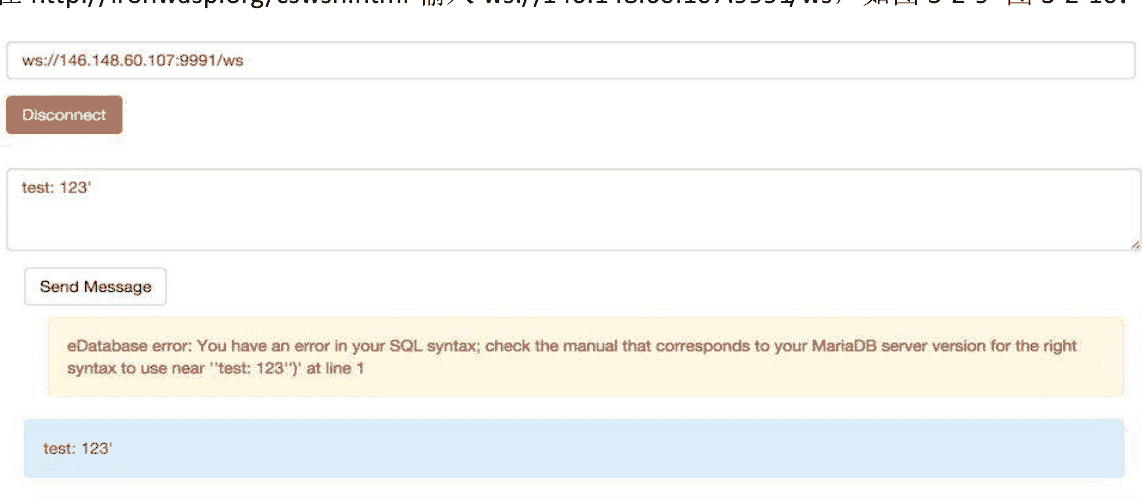 ws://146.148.60.107:9991/ws
Disconnect
test: 123'
Send Message
eDatabase error: You have an error in your SQL syntax; check the manual that corresponds to your MariaDB server version for the right
syntax to use near ''test: 123'')' at line 1
test: 123'